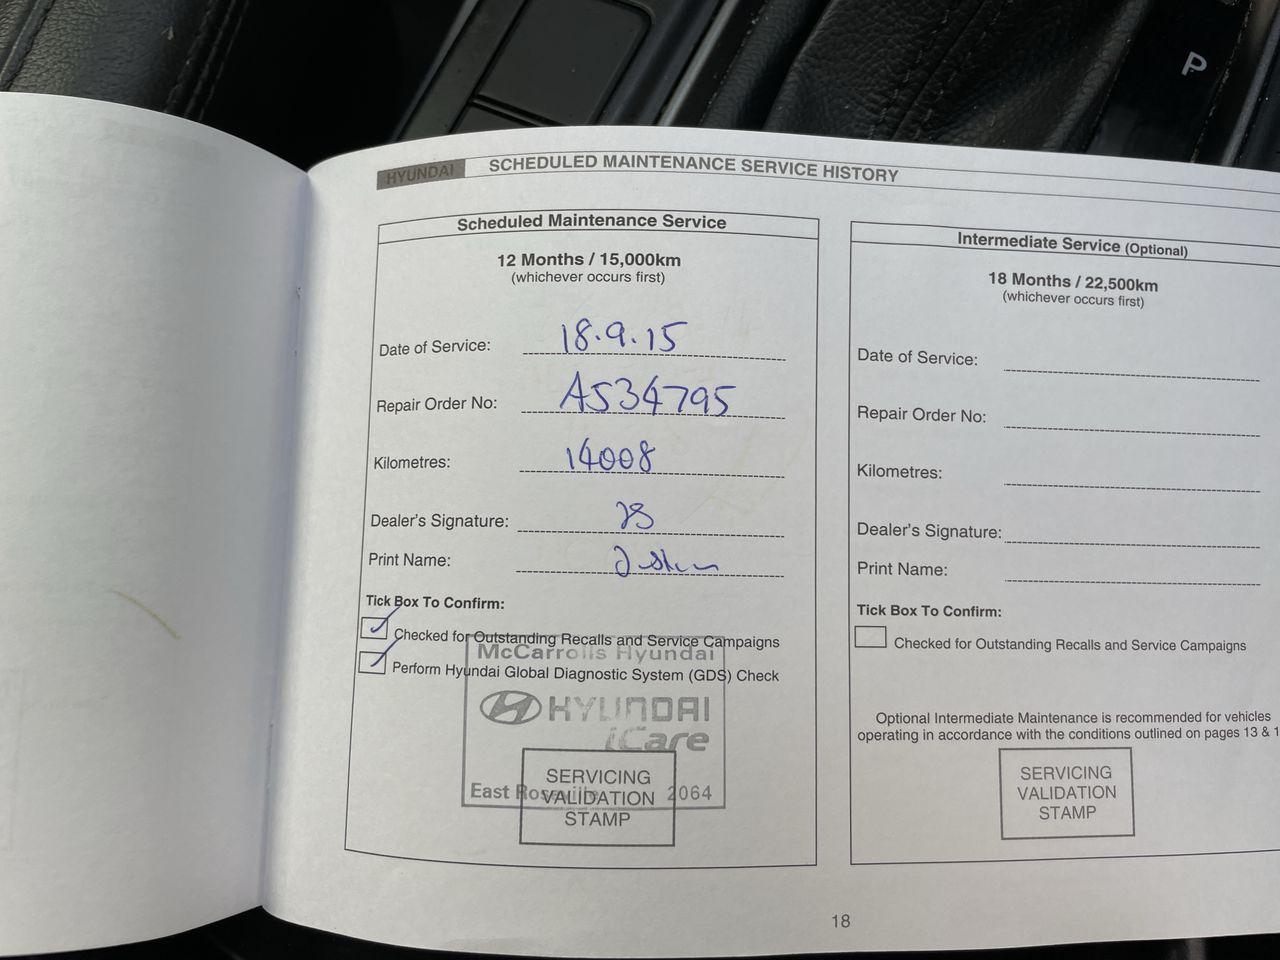 P
HYUNDAI SCHEDULED MAINTENANCE SERVICE HISTORY
Scheduled Maintenance Service
12 Months / 15,000km
(whichever occurs first)
Date of Service: 18.9.15
Repair Order No: A534795
Kilometres: 14008
Dealer's Signature:
Print Name:
Tick Box To Confirm:
Checked for Outstanding Recalls and Service Campaigns
Perform Hyundai Global Diagnostic System (GDS) Check
McCarrolls Hyundai
HYUNDAI
iCare
East Roseville 2064
SERVICING
VALIDATION
STAMP
Intermediate Service (Optional)
18 Months / 22,500km
(whichever occurs first)
Date of Service:
Repair Order No:
Kilometres:
Dealer's Signature:
Print Name:
Tick Box To Confirm:
Checked for Outstanding Recalls and Service Campaigns
Optional Intermediate Maintenance is recommended for vehicles
operating in accordance with the conditions outlined on pages 13 &
SERVICING
VALIDATION
STAMP
18